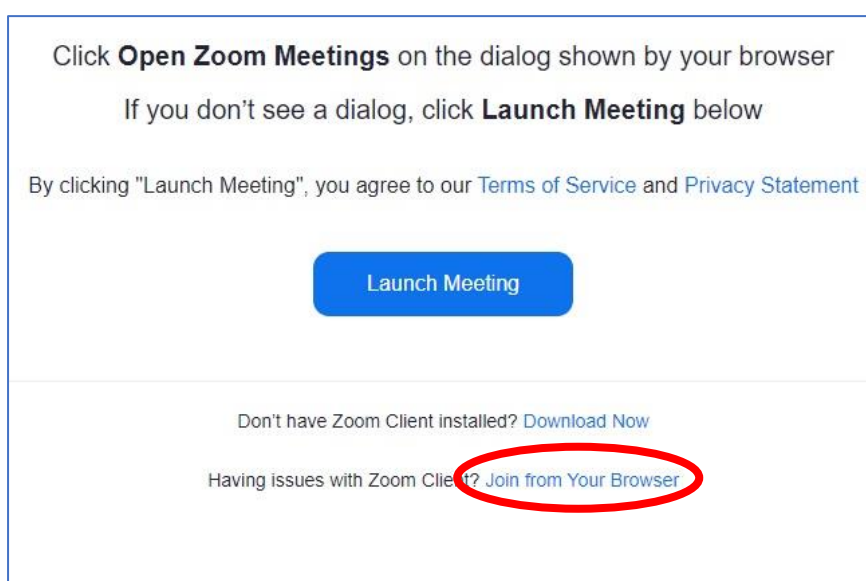 Click Open Zoom Meetings on the dialog shown by your browser
If you don't see a dialog, click Launch Meeting below
By clicking "Launch Meeting", you agree to our Terms of Service and Privacy Statement
Launch Meeting
Don't have Zoom Client installed? Download Now
Having issues with Zoom Client? Join from Your Browser